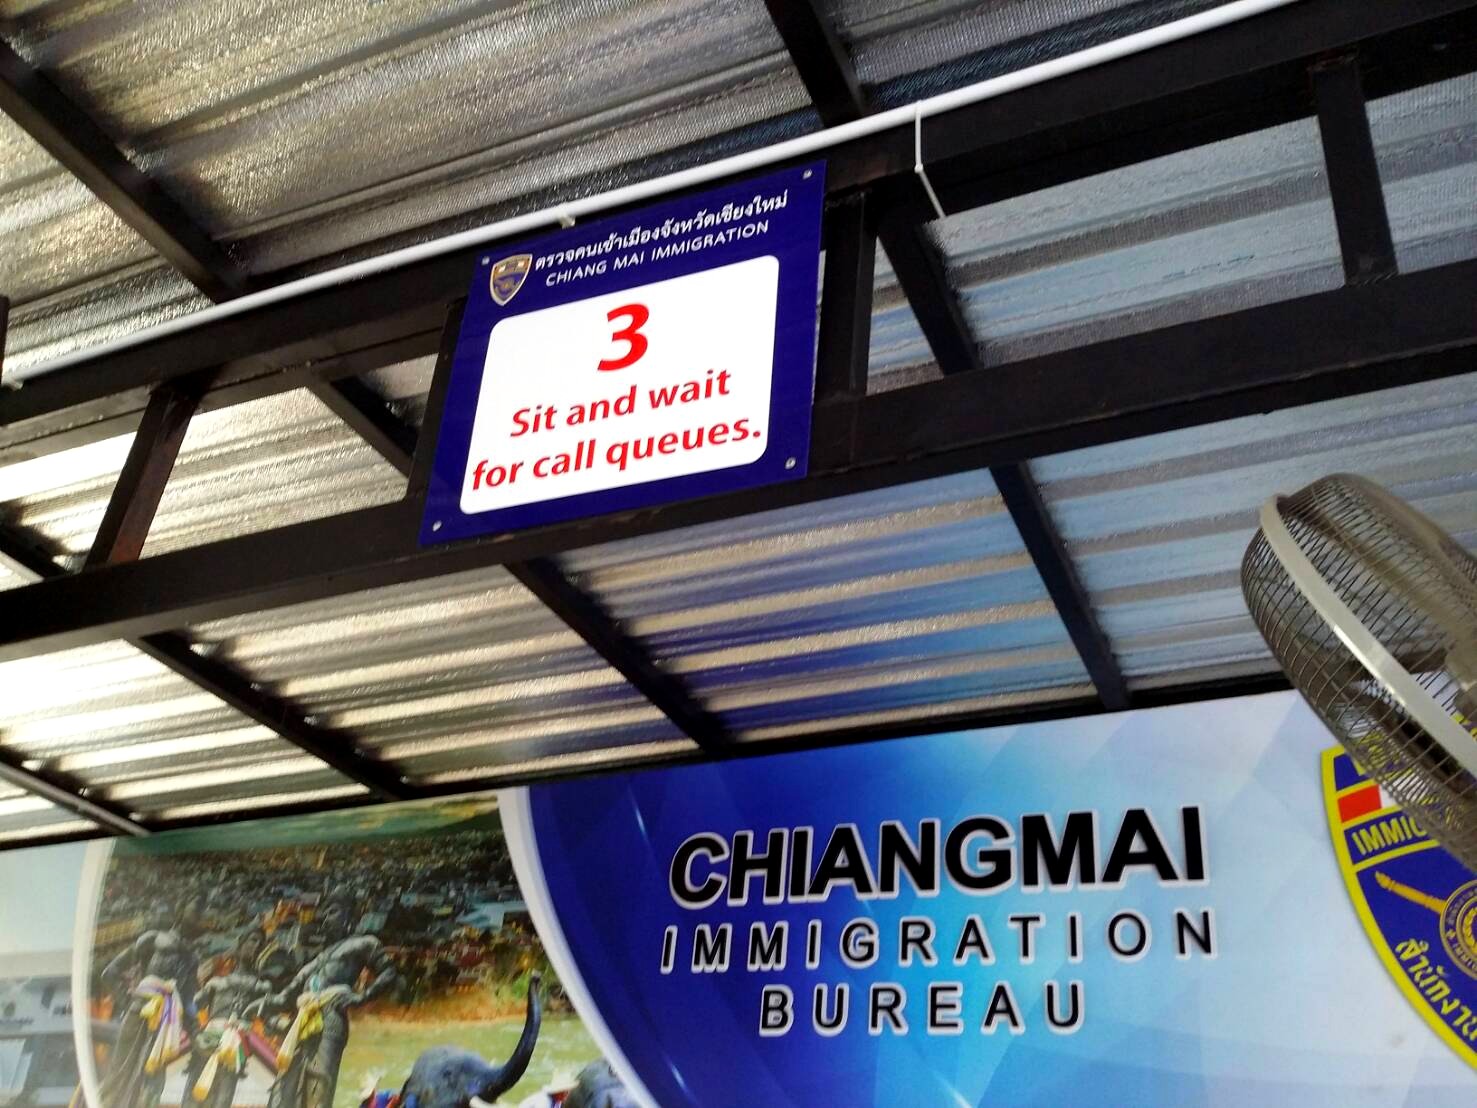 ตรวจคนเข้าเมืองจังหวัดเชียงใหม่
CHIANG MAI IMMIGRATION
3
Sit and wait
for call queues.
CHIANGMAI
IMMIGRATION
BUREAU